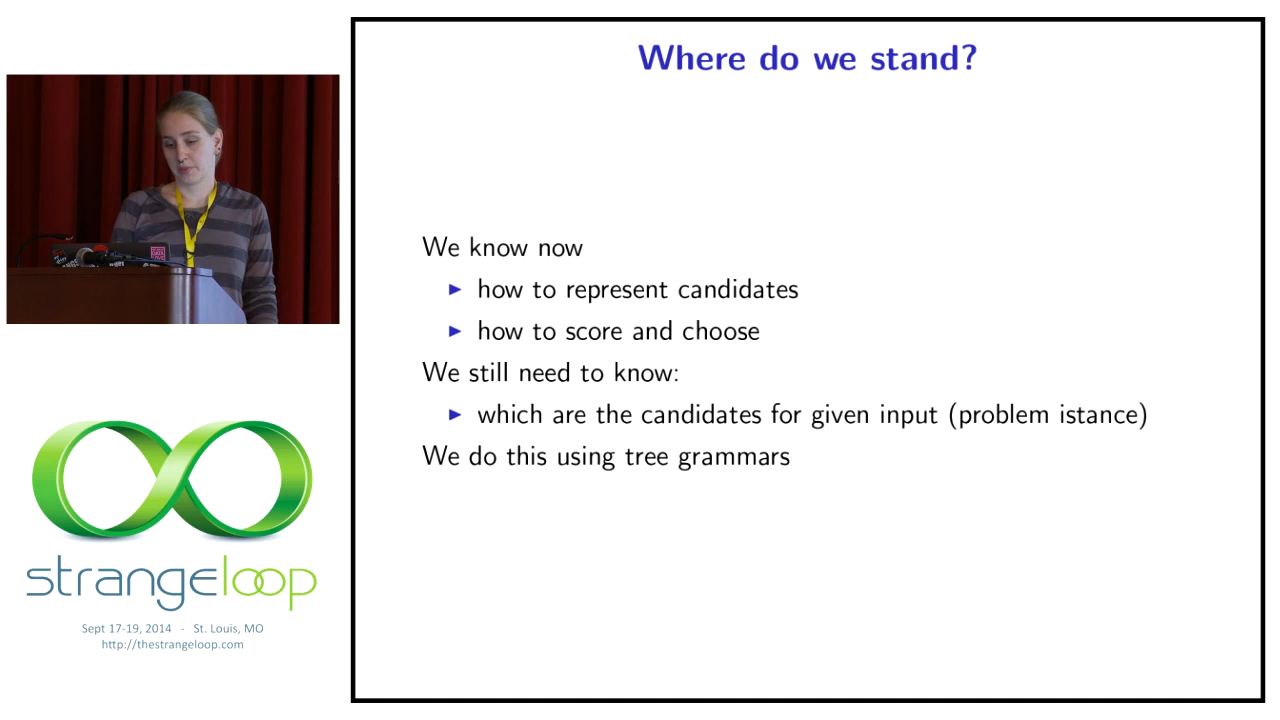 Where do we stand?
We know now
how to represent candidates
how to score and choose
We still need to know:
which are the candidates for given input (problem istance)
We do this using tree grammars
strangeloop
Sept 17-19, 2014 - St. Louis, MO
http://thestrangeloop.com